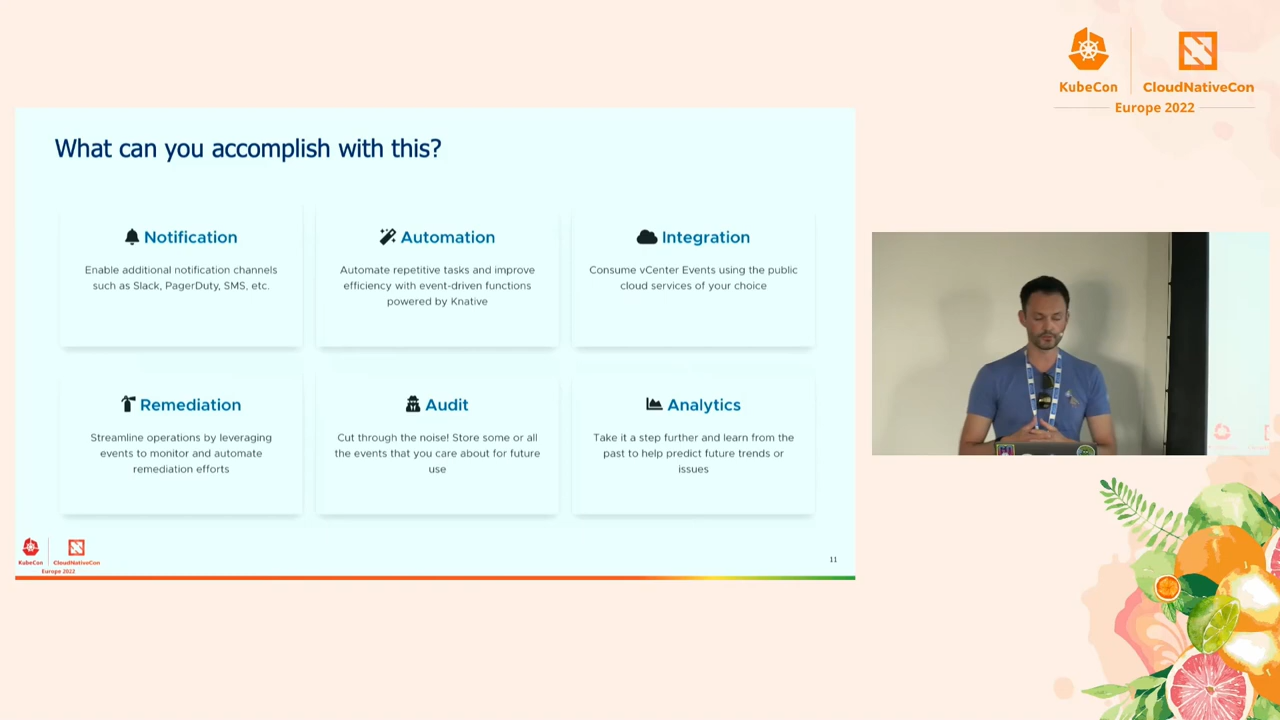 KubeCon
CloudNativeCon
Europe 2022
What can you accomplish with this?
Notification
Enable additional notification channels
such as Slack, PagerDuty, SMS, etc.
Automation
Automate repetitive tasks and improve
efficiency with event-driven functions
powered by Knative
Integration
Consume vCenter Events using the public
cloud services of your choice
Remediation
Streamline operations by leveraging
events to monitor and automate
remediation efforts
Audit
Cut through the noise! Store some or all
the events that you care about for future
use
Analytics
Take it a step further and learn from the
past to help predict future trends or
issues
KubeCon
CloudNativeCon
Europe 2022
11